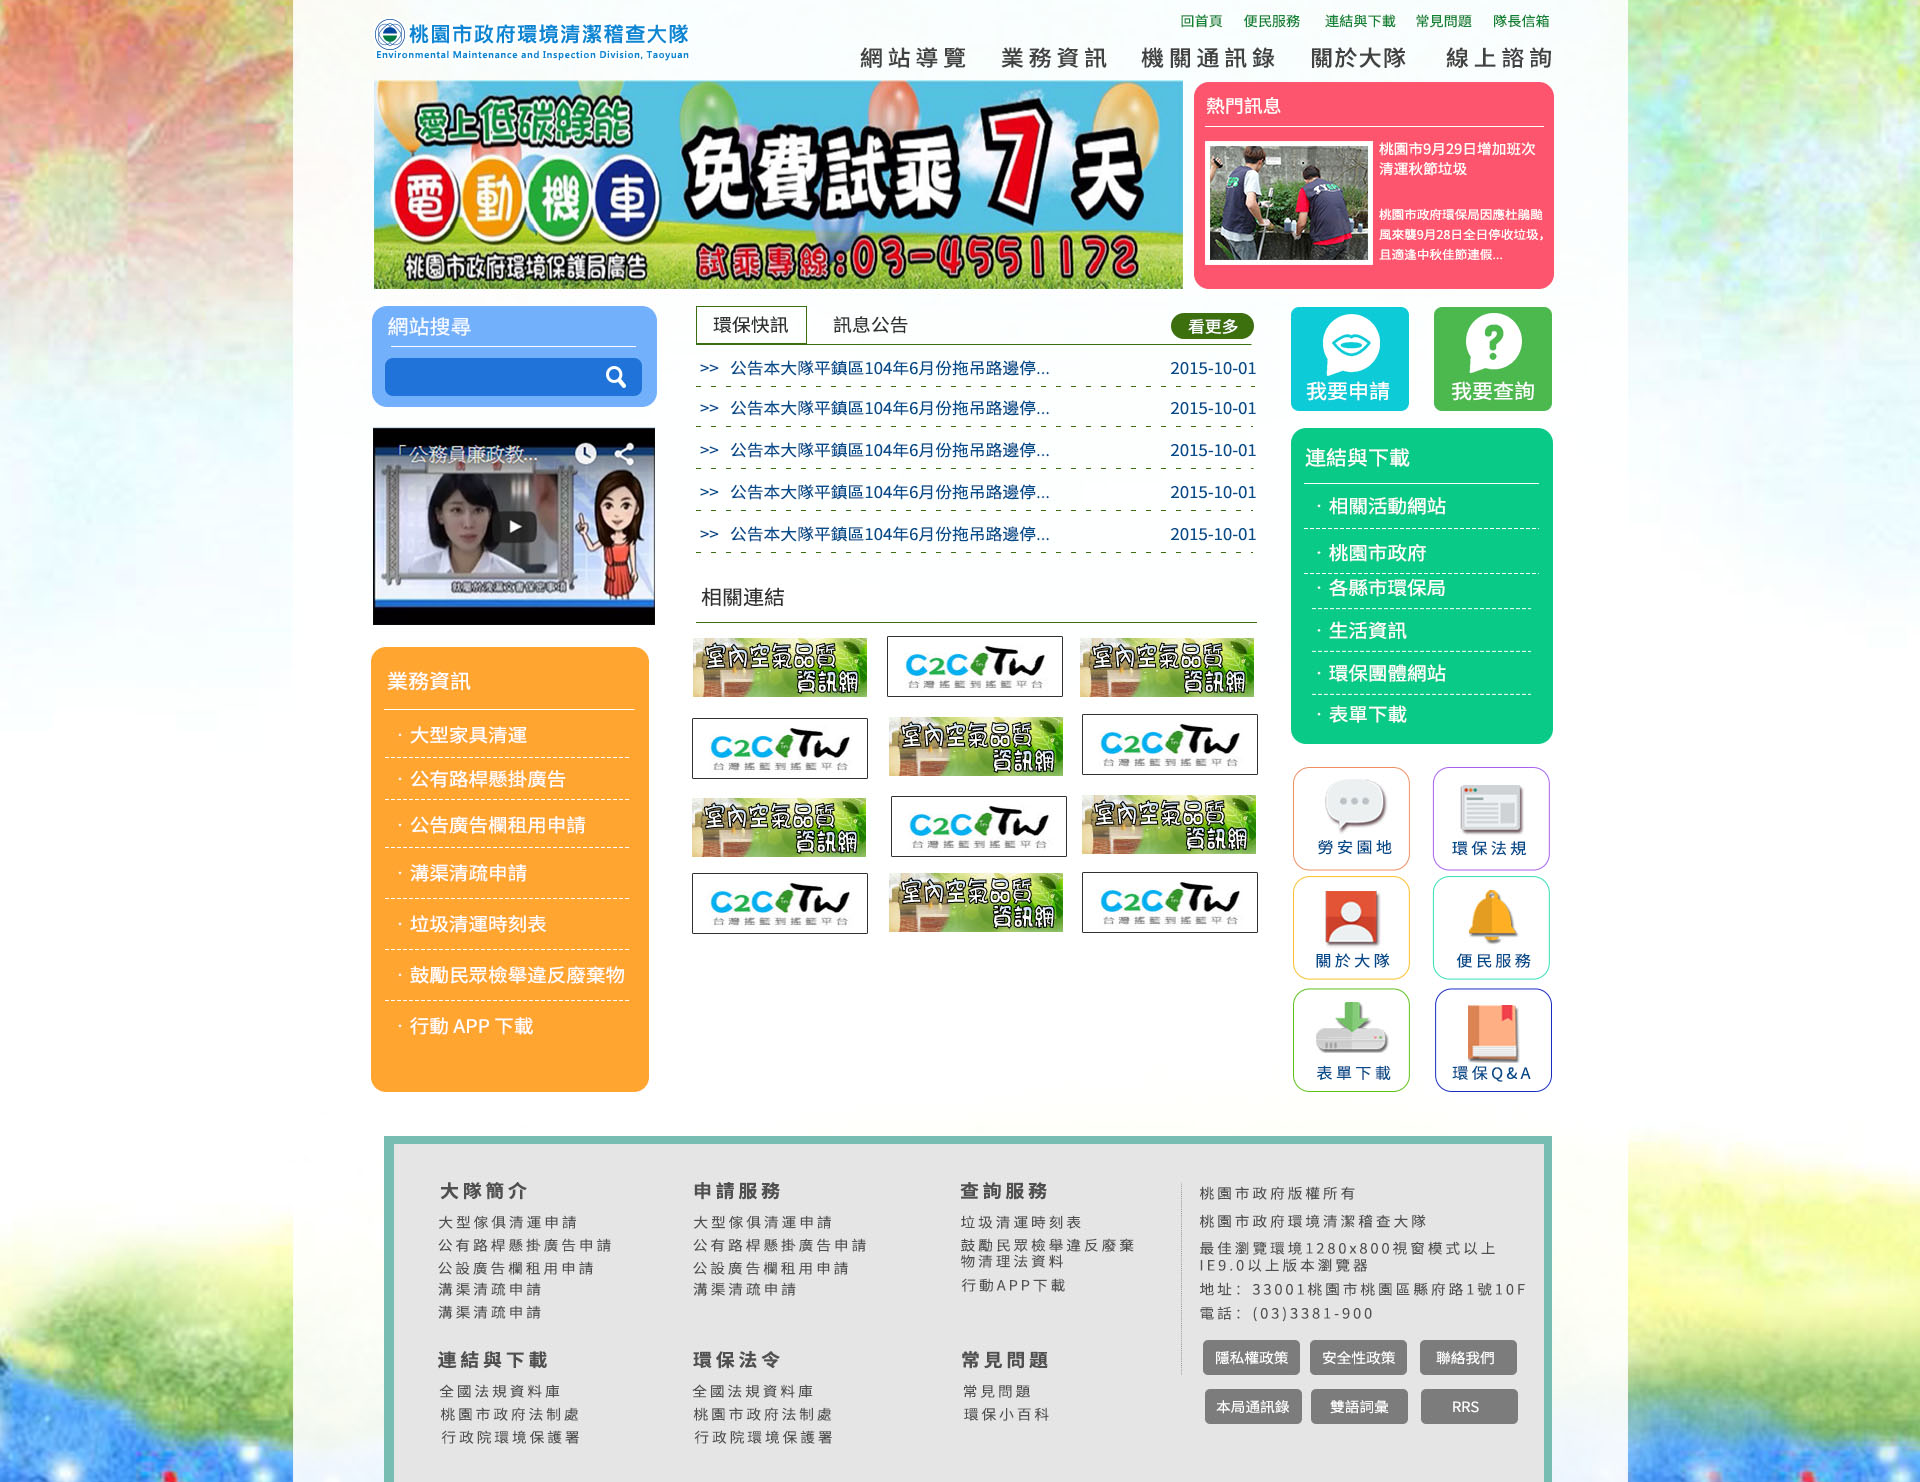 桃園市政府環境清潔稽查大隊
Environmental Maintenance and Inspection Division, Taoyuan
回首頁 便民服務 連結與下載 常見問題 隊長信箱
網站導覽 業務資訊 機關通訊錄 關於大隊 線上諮詢
愛上低碳綠能
電動機車
免費試乘7天
桃園市政府環境保護局廣告
試乘專線:03-4551172
熱門訊息
桃園市9月29日增加班次
清運秋節垃圾
桃園市政府環保局因應杜鵑颱
風來襲9月28日全日停收垃圾,
且適逢中秋佳節連假...
網站搜尋
「公務員廉政教...
就屬於洩漏文書保密事項。
業務資訊
· 大型家具清運
· 公有路桿懸掛廣告
· 公告廣告欄租用申請
· 溝渠清疏申請
· 垃圾清運時刻表
· 鼓勵民眾檢舉違反廢棄物
· 行動 APP 下載
環保快訊 訊息公告 看更多
>> 公告本大隊平鎮區104年6月份拖吊路邊停... 2015-10-01
>> 公告本大隊平鎮區104年6月份拖吊路邊停... 2015-10-01
>> 公告本大隊平鎮區104年6月份拖吊路邊停... 2015-10-01
>> 公告本大隊平鎮區104年6月份拖吊路邊停... 2015-10-01
>> 公告本大隊平鎮區104年6月份拖吊路邊停... 2015-10-01
相關連結
室內空氣品質
資訊網
C2C TW
台灣搖籃到搖籃平台
室內空氣品質
資訊網
C2C TW
台灣搖籃到搖籃平台
室內空氣品質
資訊網
C2C TW
台灣搖籃到搖籃平台
室內空氣品質
資訊網
C2C TW
台灣搖籃到搖籃平台
室內空氣品質
資訊網
C2C TW
台灣搖籃到搖籃平台
室內空氣品質
資訊網
C2C TW
台灣搖籃到搖籃平台
我要申請
我要查詢
連結與下載
· 相關活動網站
· 桃園市政府
· 各縣市環保局
· 生活資訊
· 環保團體網站
· 表單下載
勞安園地
環保法規
關於大隊
便民服務
表單下載
環保Q&A
大隊簡介
大型傢俱清運申請
公有路桿懸掛廣告申請
公設廣告欄租用申請
溝渠清疏申請
溝渠清疏申請
申請服務
大型傢俱清運申請
公有路桿懸掛廣告申請
公設廣告欄租用申請
溝渠清疏申請
查詢服務
垃圾清運時刻表
鼓勵民眾檢舉違反廢棄
物清理法資料
行動APP下載
連結與下載
全國法規資料庫
桃園市政府法制處
行政院環境保護署
環保法令
全國法規資料庫
桃園市政府法制處
行政院環境保護署
常見問題
常見問題
環保小百科
桃園市政府版權所有
桃園市政府環境清潔稽查大隊
最佳瀏覽環境1280x800視窗模式以上
IE9.0以上版本瀏覽器
地址: 33001桃園市桃園區縣府路1號10F
電話: (03)3381-900
隱私權政策 安全性政策 聯絡我們
本局通訊錄 雙語詞彙 RRS